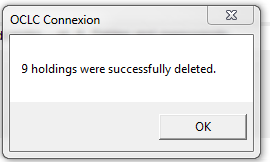 OCLC Connexion
9 holdings were successfully deleted.
OK